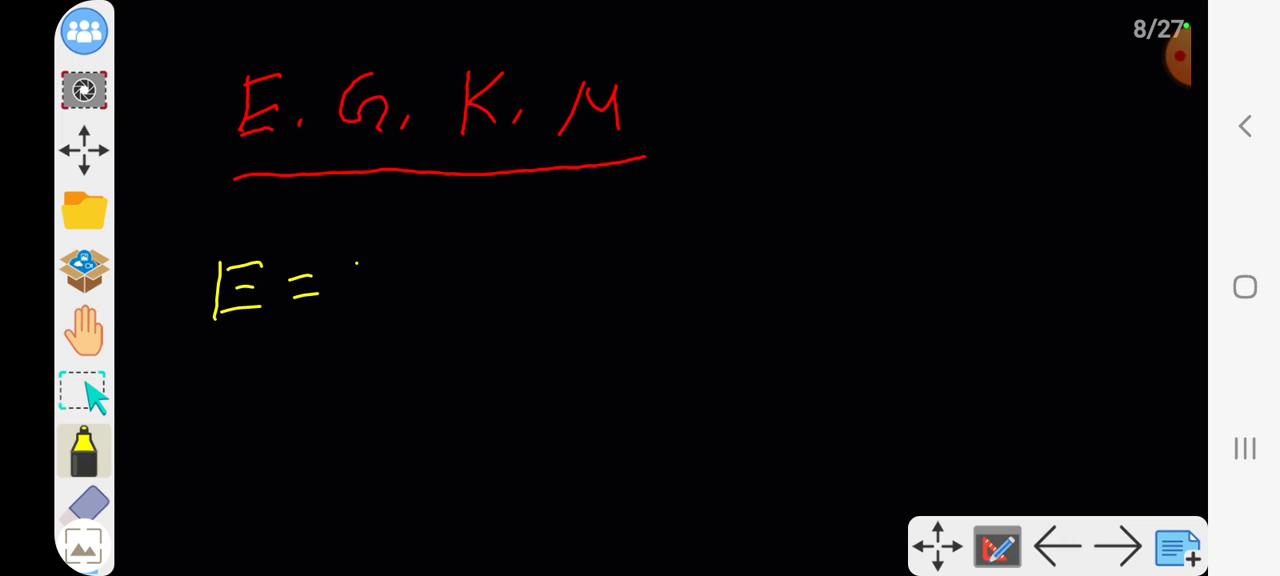 8/27
E. G, K, M
E =